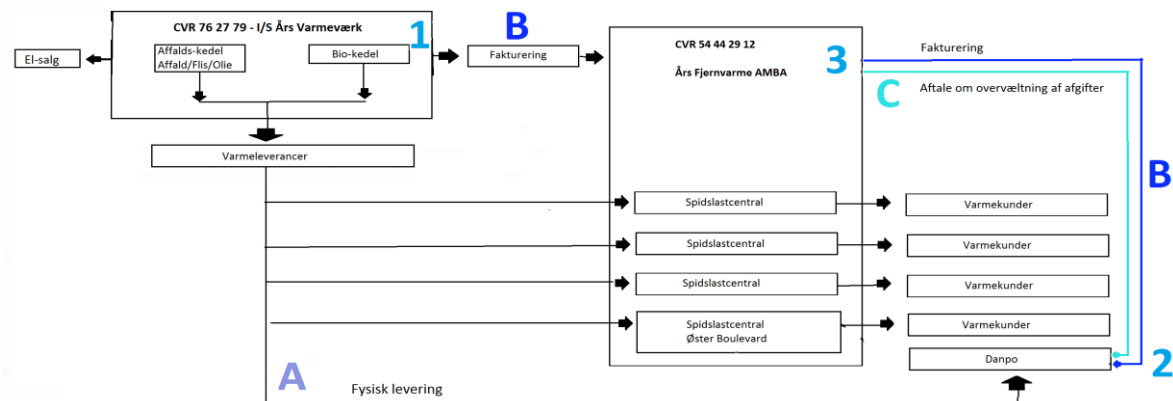 CVR 76 27 79 - I/S Års Varmeværk
1
B
El-salg
Affalds-kedel
Affald/Flis/Olie
Bio-kedel
Fakturering
CVR 54 44 29 12
Års Fjernvarme AMBA
3
Fakturering
C
Aftale om overvæltning af afgifter
Varmeleverancer
B
Spidslastcentral
Varmekunder
Spidslastcentral
Varmekunder
Spidslastcentral
Varmekunder
Spidslastcentral
Øster Boulevard
Varmekunder
Danpo
2
A
Fysisk levering